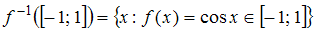 f⁻¹([−1;1]) = {x : f(x) = cos x ∈ [−1;1]}